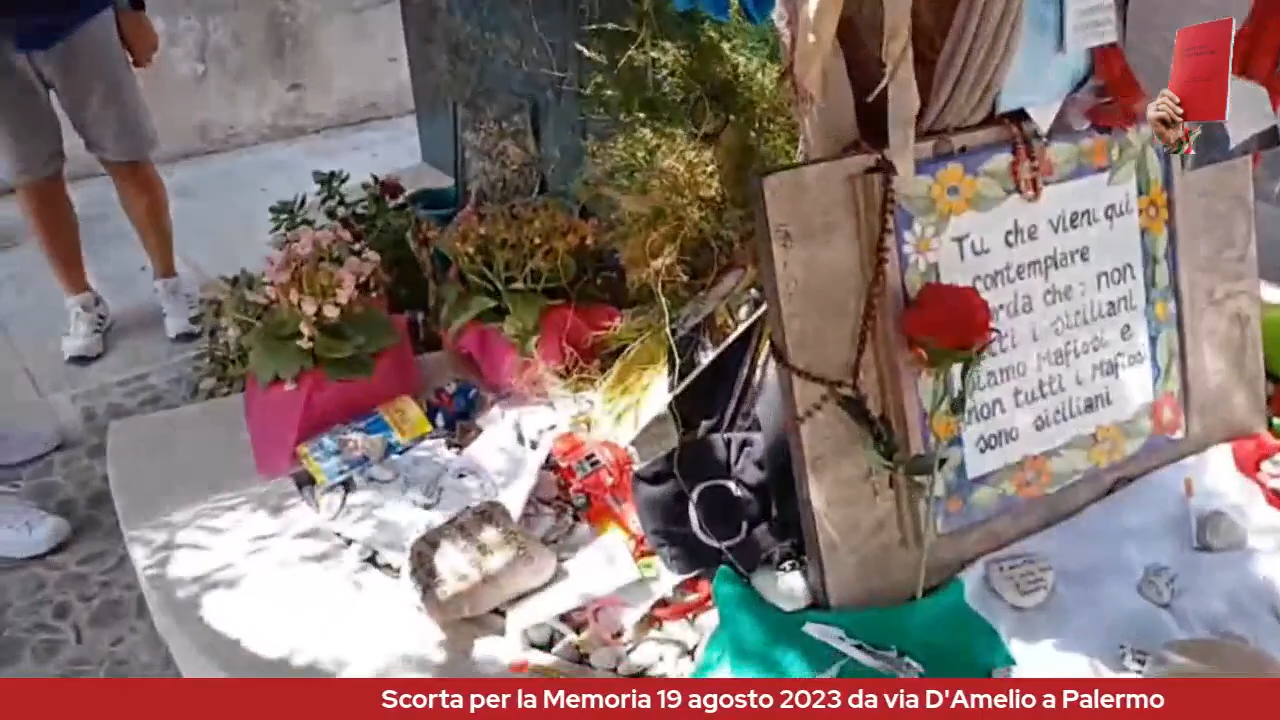 Tu che vieni qui
contemplare
che: non
i siciliani
Mafiosi e
non tutti i Mafiosi
sono siciliani
Scorta per la Memoria 19 agosto 2023 da via D'Amelio a Palermo